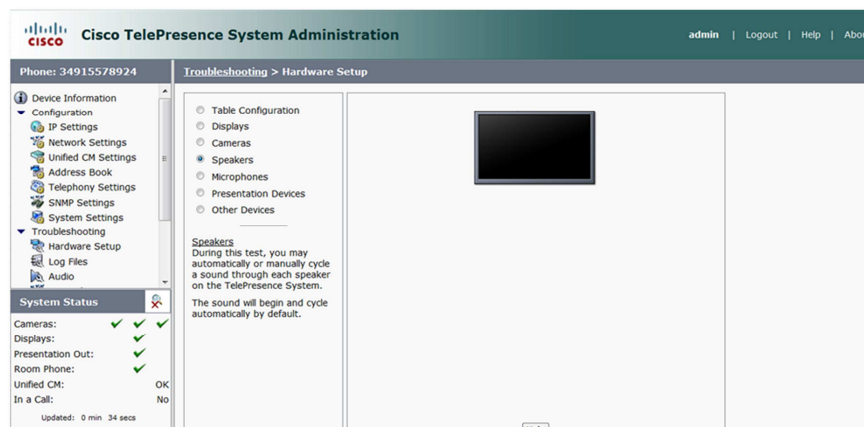 CISCO
Cisco TelePresence System Administration
admin | Logout | Help | Abou
Phone: 34915578924
Troubleshooting > Hardware Setup
Device Information
Configuration
IP Settings
Network Settings
Unified CM Settings
Address Book
Telephony Settings
SNMP Settings
System Settings
Troubleshooting
Hardware Setup
Log Files
Audio
System Status
Cameras:
Displays:
Presentation Out:
Room Phone:
Unified CM: OK
In a Call: No
Updated: 0 min 34 secs
Table Configuration
Displays
Cameras
Speakers
Microphones
Presentation Devices
Other Devices
Speakers
During this test, you may
automatically or manually cycle
a sound through each speaker
on the TelePresence System.
The sound will begin and cycle
automatically by default.